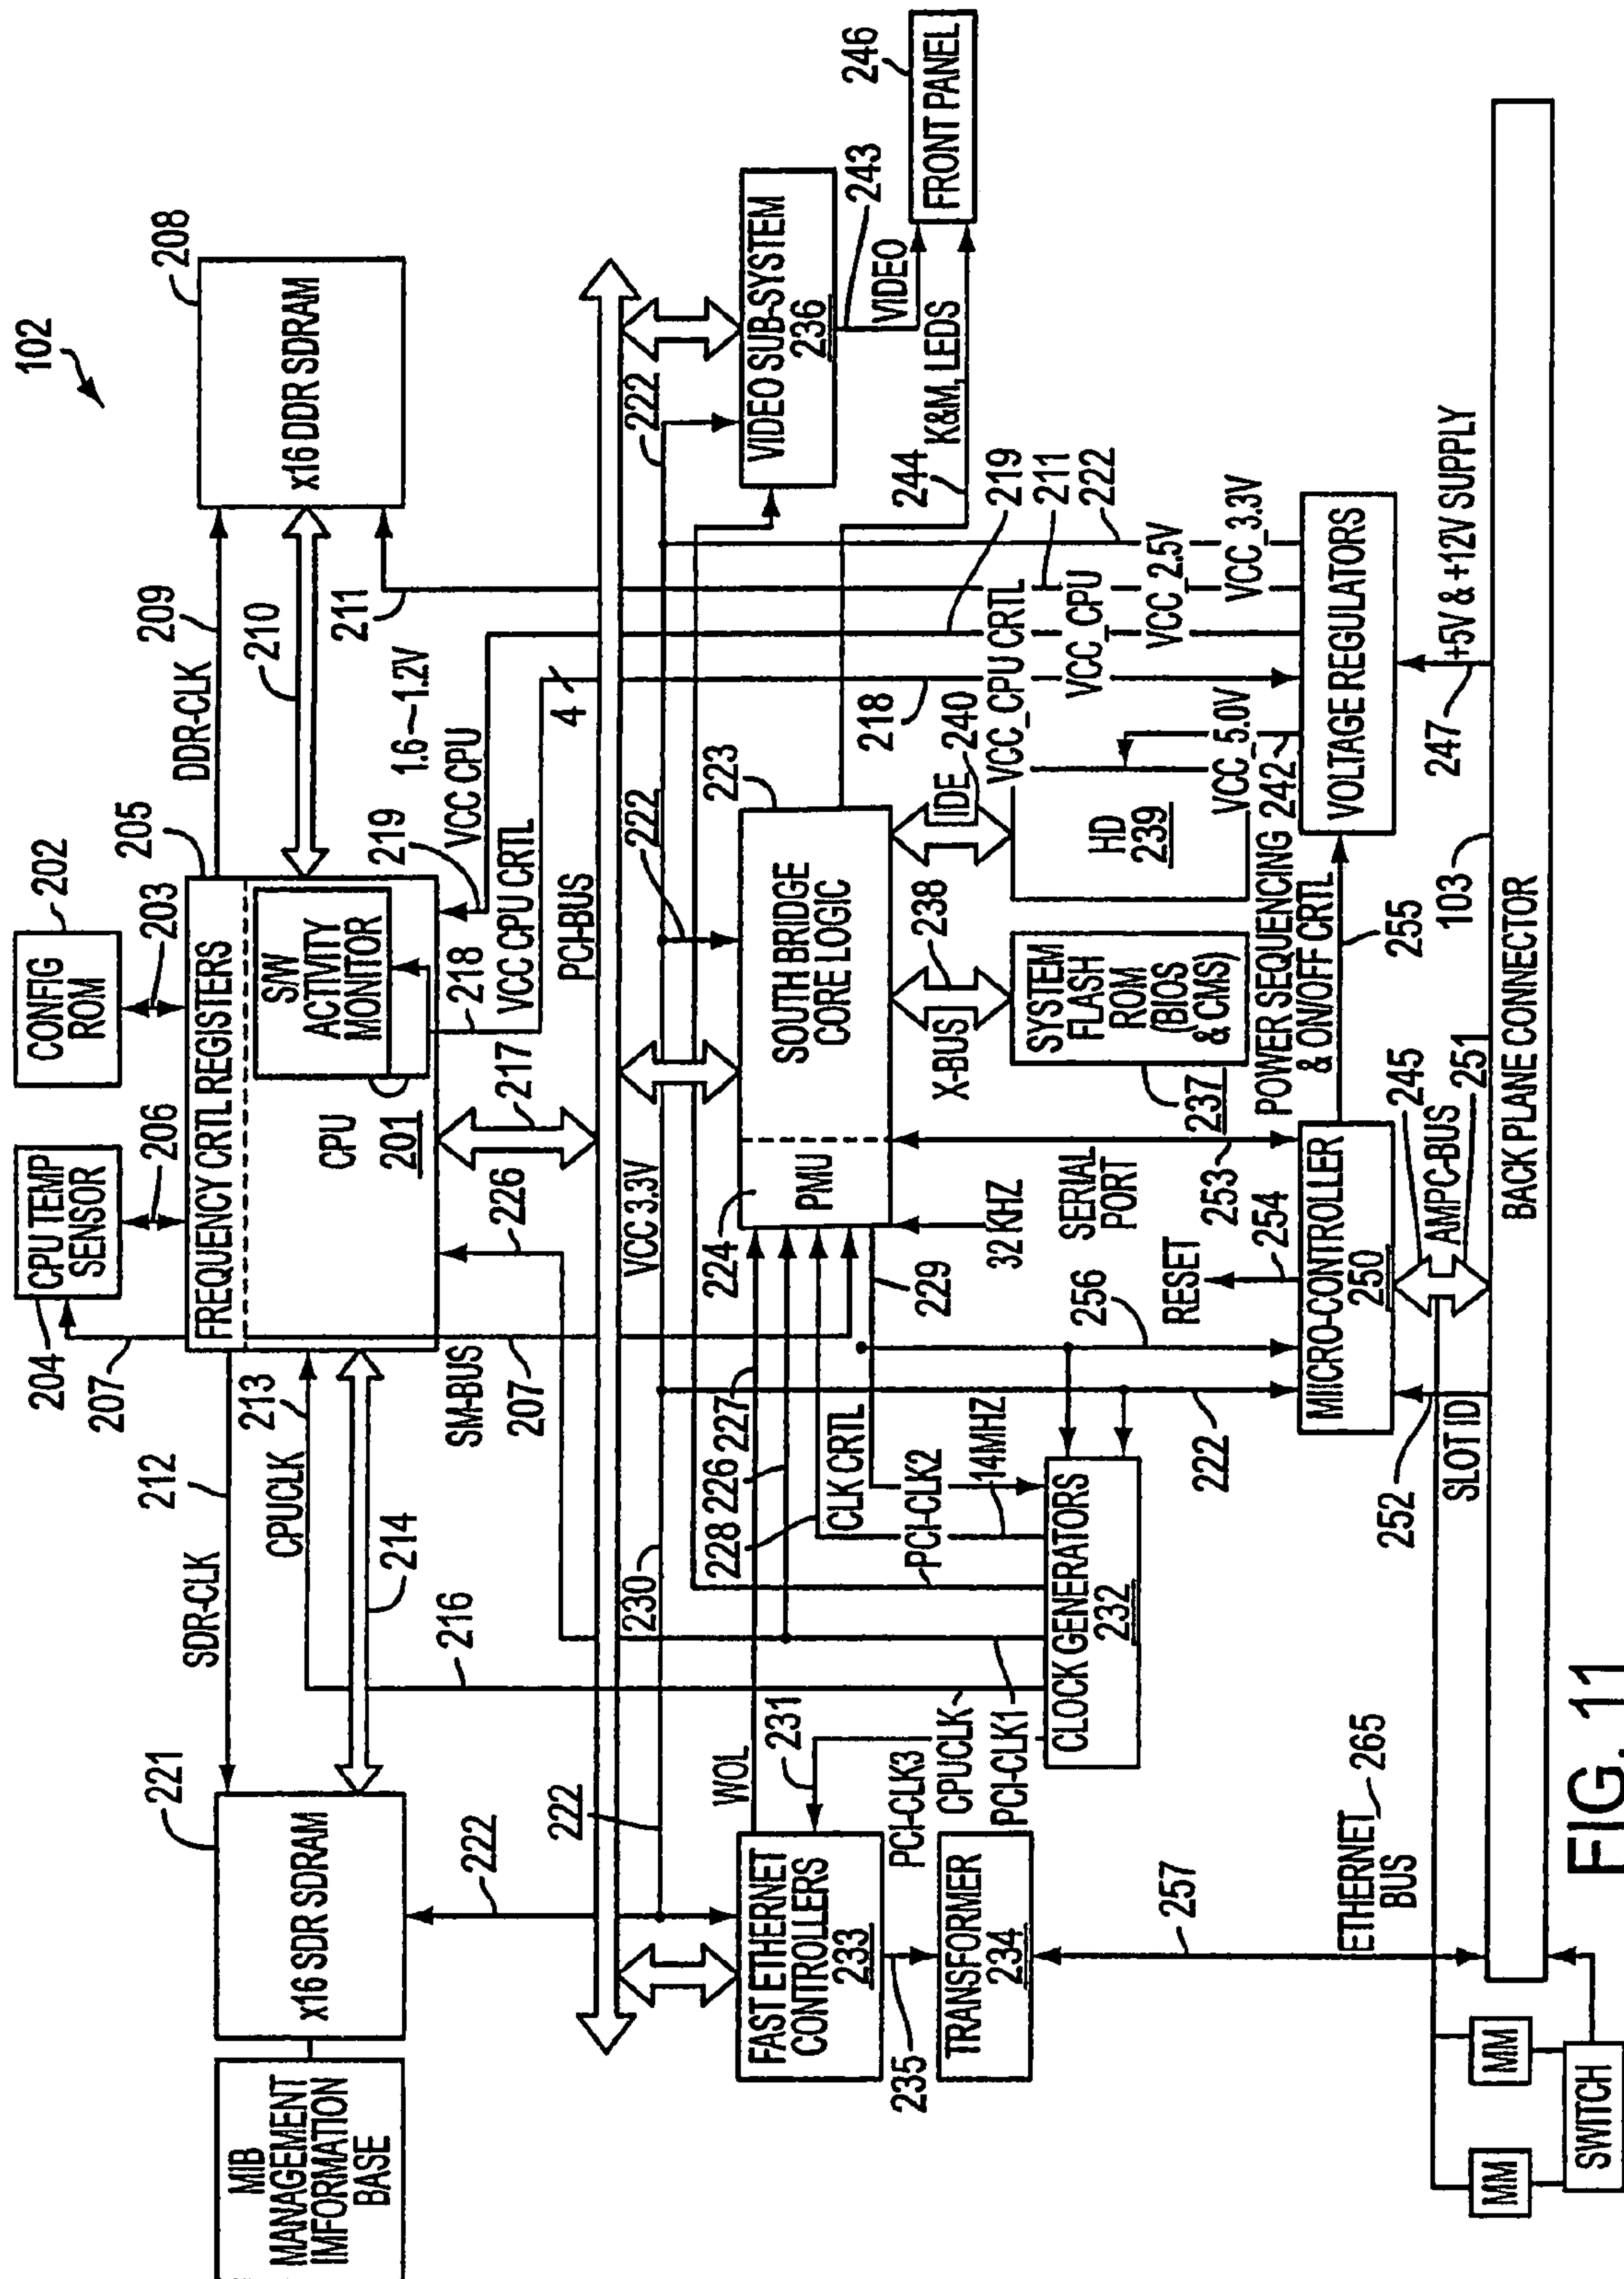 102
MIB
MANAGEMENT
IMFORMATION
BASE
x16 SDR SDRAM
221
SDR-CLK
212
CPUCLK
213
214
216
222
204
207
CPU TEMP
SENSOR
206
CONFIG
ROM
202
203
205
FREQUENCY CRTL REGISTERS
S/W
ACTIVITY
MONITOR
CPU
201
DDR-CLK
209
210
211
x16 DDR SDRAM
208
1.6~1.2V
VCC CPU
219
218
VCC CPU CRTL
4
217
226
SM-BUS
207
PCI-BUS
VCC 3.3V
222
230
222
222
WOL
227
226
228
CLK CRTL
PCI-CLK2
14MHZ
229
32 KHZ
224
PMU
SOUTH BRIDGE
CORE LOGIC
223
VIDEO SUB-SYSTEM
236
243
VIDEO
K&M, LEDS
244
FRONT PANEL
246
FAST ETHERNET
CONTROLLERS
233
231
235
TRANSFORMER
234
PCI-CLK3
CPUCLK
PCI-CLK1
CLOCK GENERATORS
232
256
222
SERIAL
PORT
253
X-BUS
238
IDE
240
SYSTEM
FLASH
ROM
(BIOS
& CMS)
237
HD
239
VCC_CPU CRTL
VCC_CPU
VCC_2.5V
VCC_3.3V
218
219
211
222
VCC_5.0V
242
POWER SEQUENCING
& ON/OFF CRTL
255
VOLTAGE REGULATORS
247
+5V & +12V SUPPLY
RESET
254
MIICRO-CONTROLLER
250
245
AMPC-BUS
251
252
SLOT ID
257
ETHERNET
BUS
265
103
BACK PLANE CONNECTOR
MM
MM
SWITCH
FIG. 11